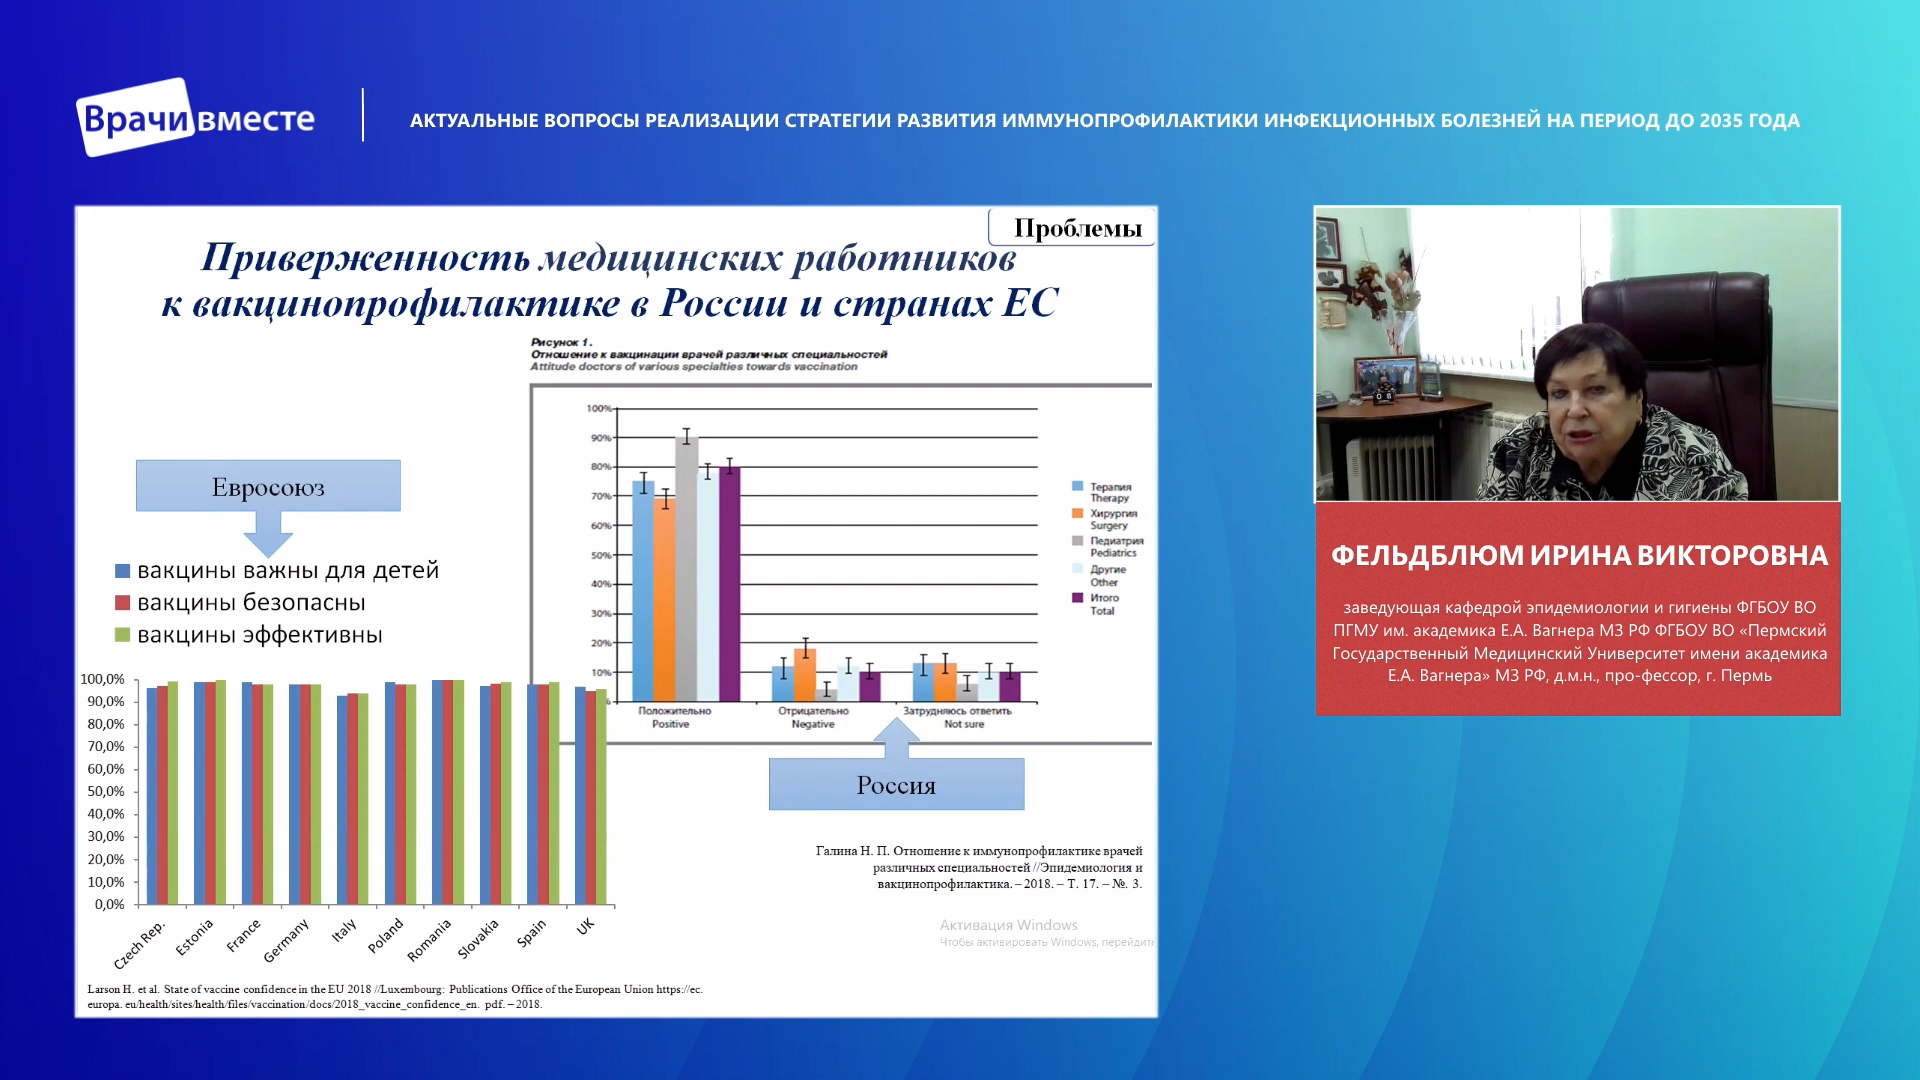 Врачи вместе
АКТУАЛЬНЫЕ ВОПРОСЫ РЕАЛИЗАЦИИ СТРАТЕГИИ РАЗВИТИЯ ИММУНОПРОФИЛАКТИКИ ИНФЕКЦИОННЫХ БОЛЕЗНЕЙ НА ПЕРИОД ДО 2035 ГОДА
Проблемы
Приверженность медицинских работников
к вакцинопрофилактике в России и странах ЕС
Рисунок 1.
Отношение к вакцинации врачей различных специальностей
Attitude doctors of various specialties towards vaccination
100%
90%
80%
70%
60%
50%
40%
30%
20%
10%
%
Положительно
Positive
Отрицательно
Negative
Затрудняюсь ответить
Not sure
Терапия
Therapy
Хирургия
Surgery
Педиатрия
Pediatrics
Другие
Other
Итого
Total
Евросоюз
вакцины важны для детей
вакцины безопасны
вакцины эффективны
100,0%
90,0%
80,0%
70,0%
60,0%
50,0%
40,0%
30,0%
20,0%
10,0%
0,0%
Czech Rep.
Estonia
France
Germany
Italy
Poland
Romania
Slovakia
Spain
UK
Россия
Галина Н. П. Отношение к иммунопрофилактике врачей
различных специальностей //Эпидемиология и
вакцинопрофилактика. – 2018. – Т. 17. – №. 3.
Активация Windows
Чтобы активировать Windows, перейдите
Larson H. et al. State of vaccine confidence in the EU 2018 //Luxembourg: Publications Office of the European Union https://ec.
europa. eu/health/sites/health/files/vaccination/docs/2018_vaccine_confidence_en. pdf. – 2018.
0 8
ФЕЛЬДБЛЮМ ИРИНА ВИКТОРОВНА
заведующая кафедрой эпидемиологии и гигиены ФГБОУ ВО
ПГМУ им. академика Е.А. Вагнера МЗ РФ ФГБОУ ВО «Пермский
Государственный Медицинский Университет имени академика
Е.А. Вагнера» МЗ РФ, д.м.н., про-фессор, г. Пермь